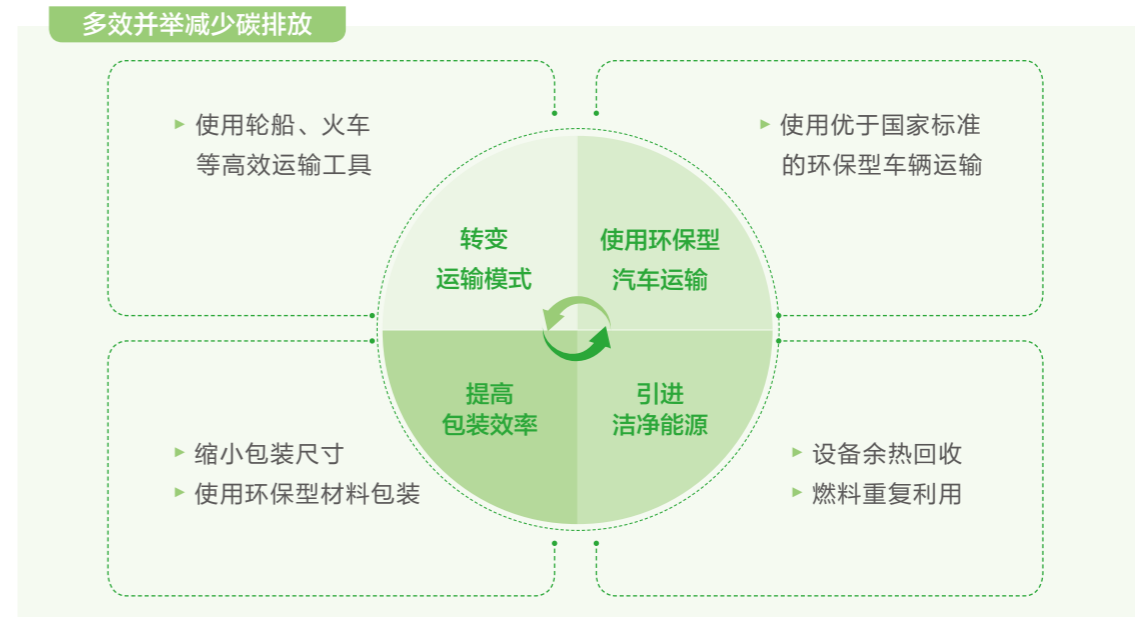 多效并举减少碳排放
使用轮船、火车
等高效运输工具
使用优于国家标准
的环保型车辆运输
转变
运输模式
使用环保型
汽车运输
提高
包装效率
引进
洁净能源
缩小包装尺寸
使用环保型材料包装
设备余热回收
燃料重复利用